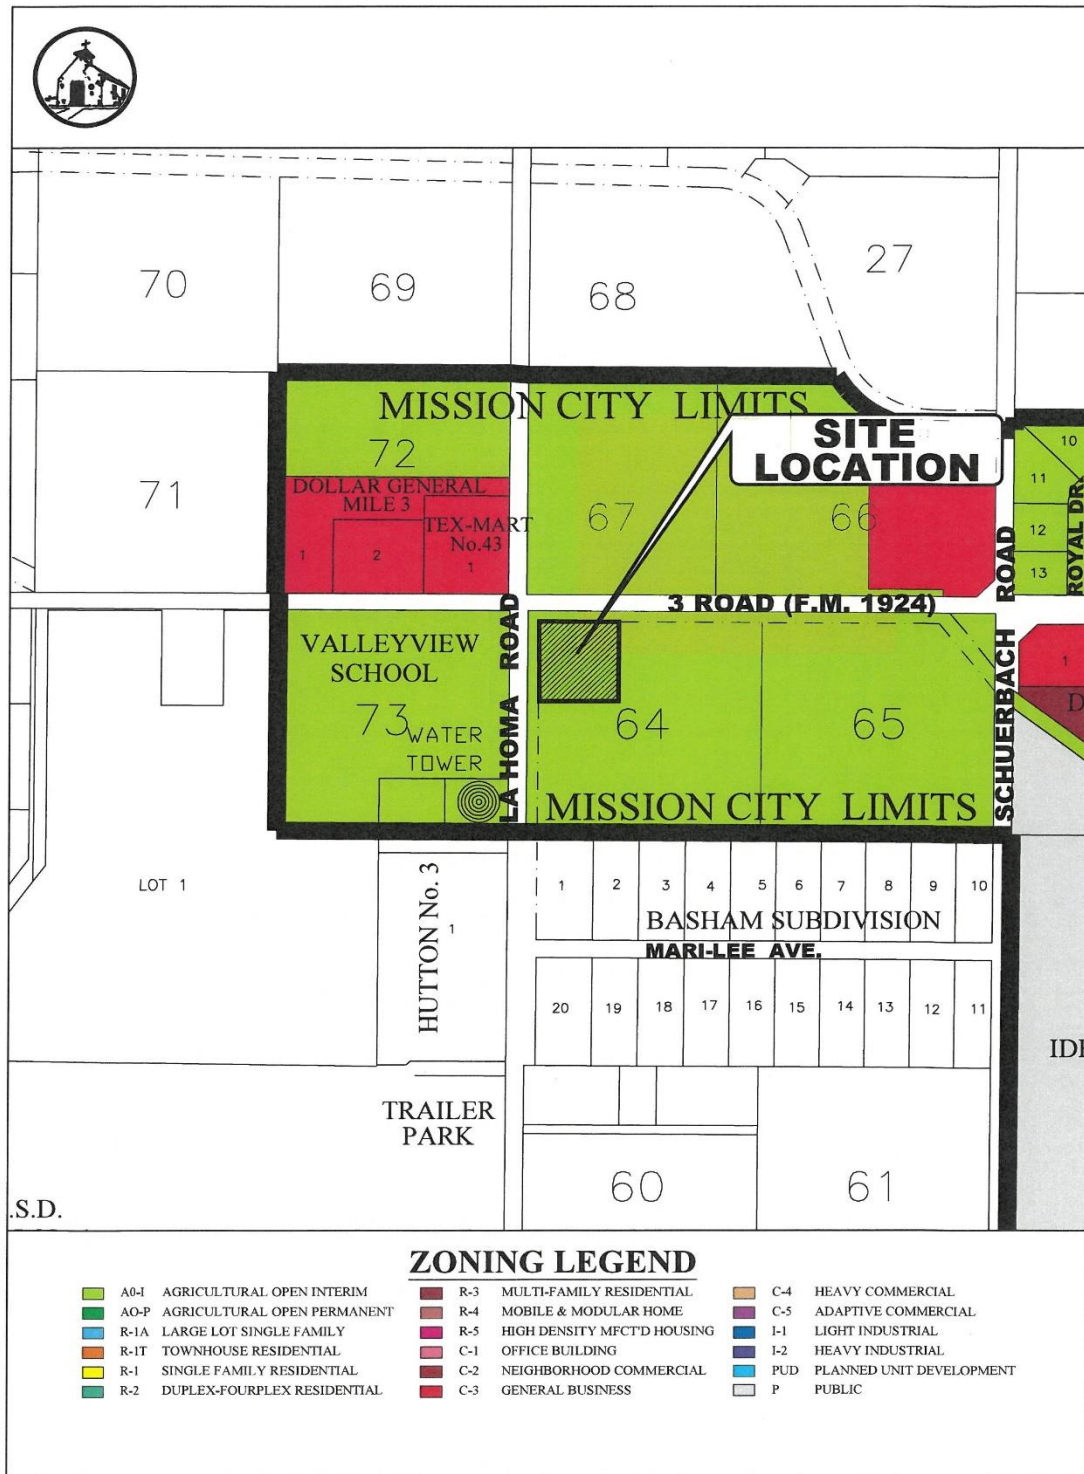 70
69
68
27
MISSION CITY LIMITS
72
SITE
LOCATION
10
11
71
DOLLAR GENERAL
MILE 3
TEX-MART
No.43
1
2
1
67
66
12
13
ROYAL DR.
3 ROAD (F.M. 1924)
LA HOMA ROAD
SCHUERBACH ROAD
VALLEYVIEW
SCHOOL
73
WATER
TOWER
64
65
1
D
MISSION CITY LIMITS
LOT 1
HUTTON No. 3
1
1 2 3 4 5 6 7 8 9 10
BASHAM SUBDIVISION
MARI-LEE AVE.
20 19 18 17 16 15 14 13 12 11
IDE
TRAILER
PARK
60
61
.S.D.
ZONING LEGEND
A0-I AGRICULTURAL OPEN INTERIM
AO-P AGRICULTURAL OPEN PERMANENT
R-1A LARGE LOT SINGLE FAMILY
R-1T TOWNHOUSE RESIDENTIAL
R-1 SINGLE FAMILY RESIDENTIAL
R-2 DUPLEX-FOURPLEX RESIDENTIAL
R-3 MULTI-FAMILY RESIDENTIAL
R-4 MOBILE & MODULAR HOME
R-5 HIGH DENSITY MFCT'D HOUSING
C-1 OFFICE BUILDING
C-2 NEIGHBORHOOD COMMERCIAL
C-3 GENERAL BUSINESS
C-4 HEAVY COMMERCIAL
C-5 ADAPTIVE COMMERCIAL
I-1 LIGHT INDUSTRIAL
I-2 HEAVY INDUSTRIAL
PUD PLANNED UNIT DEVELOPMENT
P PUBLIC